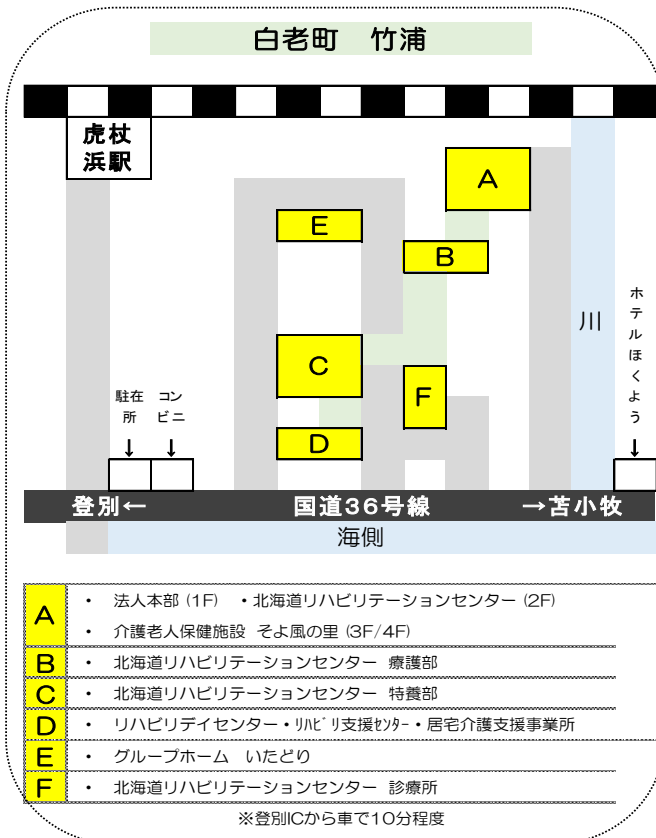 白老町　竹浦
虎杖
浜駅
A
E
B
川
ホテルほくよう
C
F
駐在所
コンビニ
↓
↓
↓
D
登別←
国道36号線
→苫小牧
海側
A
・ 法人本部 (1F) ・北海道リハビリテーションセンター (2F)
・ 介護老人保健施設 そよ風の里 (3F/4F)
B ・ 北海道リハビリテーションセンター 療護部
C ・ 北海道リハビリテーションセンター 特養部
D ・ リハビリデイセンター・ﾘﾊﾋﾞﾘ支援ｾﾝﾀｰ・居宅介護支援事業所
E ・ グループホーム　いたどり
F ・ 北海道リハビリテーションセンター 診療所
※登別ICから車で10分程度